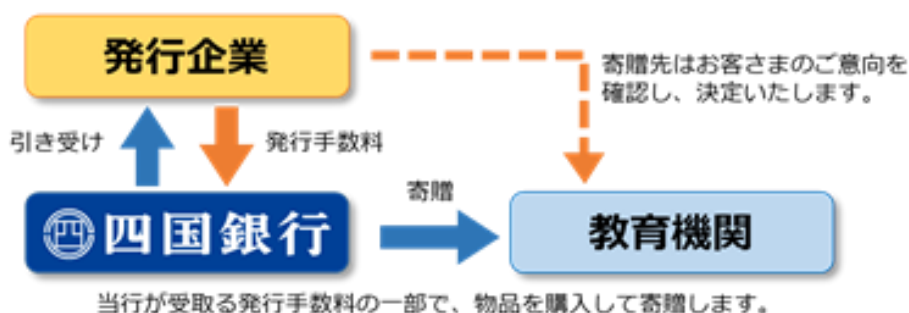 発行企業
寄贈先はお客さまのご意向を
確認し、決定いたします。
引き受け
発行手数料
四国銀行
寄贈
教育機関
当行が受取る発行手数料の一部で、物品を購入して寄贈します。